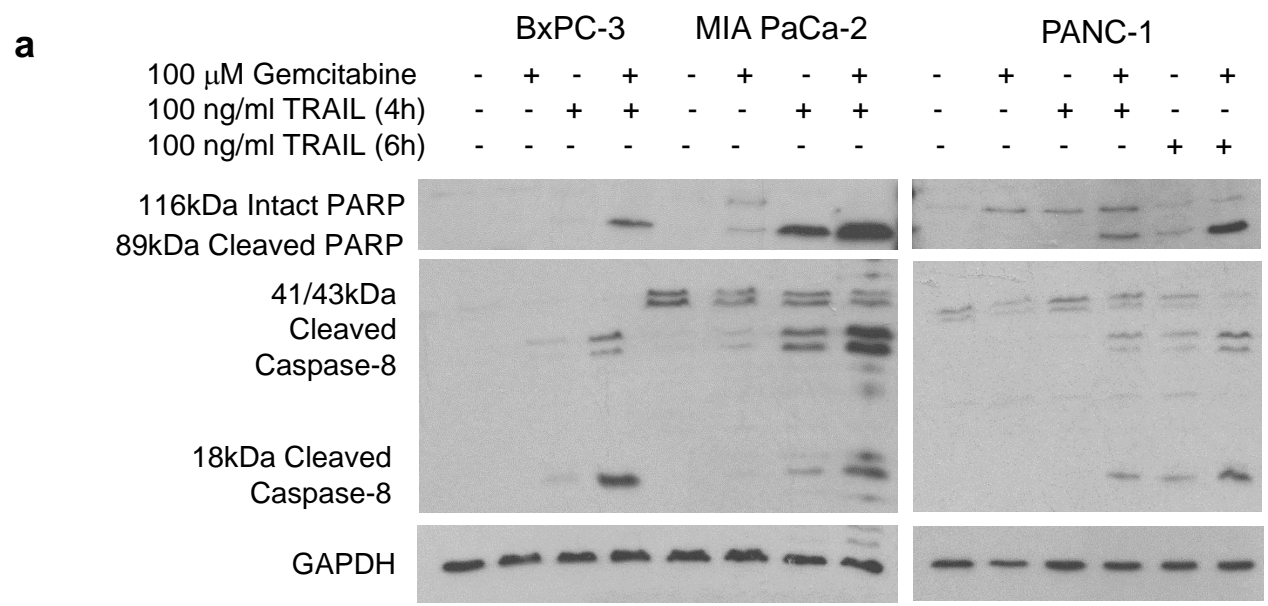 a
BxPC-3 MIA PaCa-2 PANC-1
100 μM Gemcitabine - + - + - + - + - + - + - +
100 ng/ml TRAIL (4h) - - + + - - + + - - + + - -
100 ng/ml TRAIL (6h) - - - - - - - - - - - - + +
116kDa Intact PARP
89kDa Cleaved PARP
41/43kDa
Cleaved
Caspase-8
18kDa Cleaved
Caspase-8
GAPDH